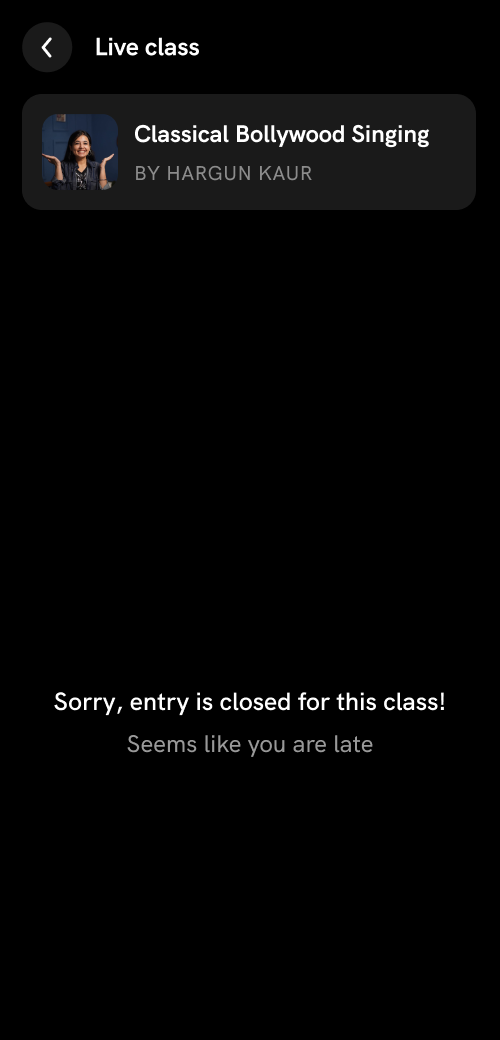 Live class
Classical Bollywood Singing
BY HARGUN KAUR
Sorry, entry is closed for this class!
Seems like you are late